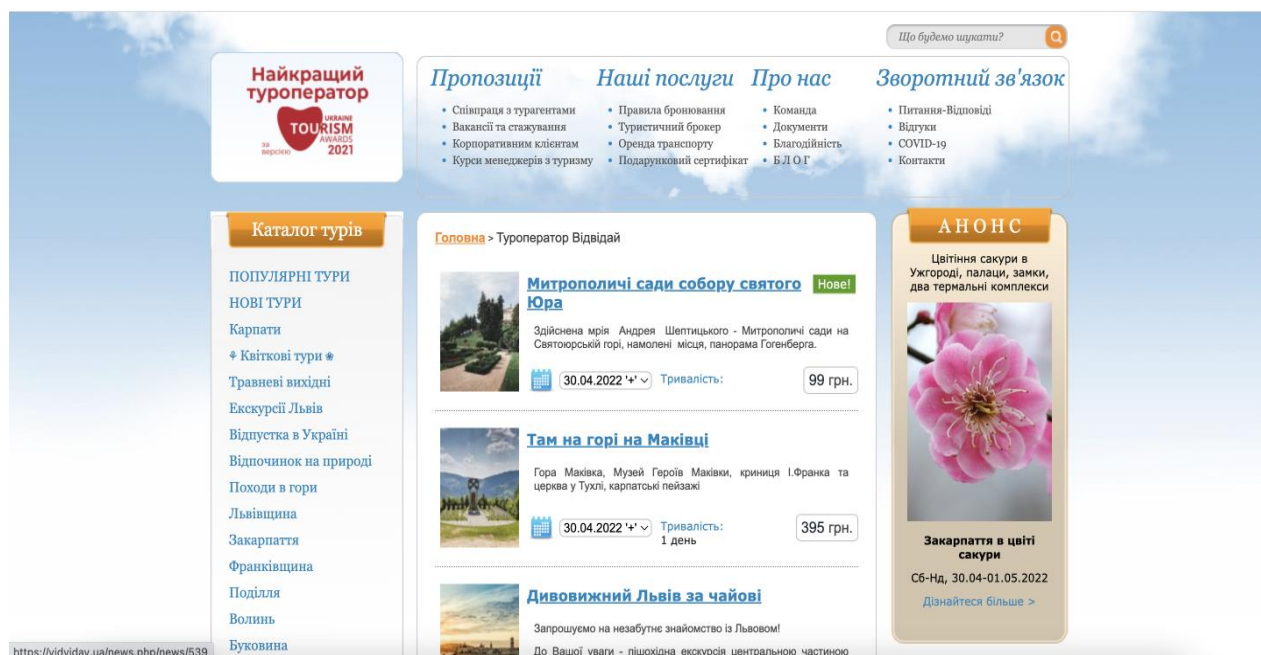 Що будемо шукати?
Найкращий
туроператор
UKRAINE
TOURISM
AWARDS
за
версією
2021
Пропозиції
• Співпраця з турагентами
• Вакансії та стажування
• Корпоративним клієнтам
• Курси менеджерів з туризму
Наші послуги
• Правила бронювання
• Туристичний брокер
• Оренда транспорту
• Подарунковий сертифікат
Про нас
• Команда
• Документи
• Благодійність
• Б Л О Г
Зворотний зв'язок
• Питання-Відповіді
• Відгуки
• COVID-19
• Контакти
Каталог турів
ПОПУЛЯРНІ ТУРИ
НОВІ ТУРИ
Карпати
⚘ Квіткові тури ❀
Травневі вихідні
Екскурсії Львів
Відпустка в Україні
Відпочинок на природі
Походи в гори
Львівщина
Закарпаття
Франківщина
Поділля
Волинь
Буковина
Головна > Туроператор Відвідай
Митрополичі сади собору святого
Юра
Нове!
Здійснена мрія Андрея Шептицького - Митрополичі сади на
Святоюрській горі, намолені місця, панорама Гогенберга.
30.04.2022 '+' Тривалість: 99 грн.
Там на горі на Маківці
Гора Маківка, Музей Героїв Маківки, криниця І.Франка та
церква у Тухлі, карпатські пейзажі
30.04.2022 '+' Тривалість: 395 грн.
1 день
Дивовижний Львів за чайові
Запрошуємо на незабутнє знайомство із Львовом!
До Вашої уваги - пішохідна екскурсія центральною частиною
АНОНС
Цвітіння сакури в
Ужгороді, палаци, замки,
два термальні комплекси
Закарпаття в цвіті
сакури
Сб-Нд, 30.04-01.05.2022
Дізнайтеся більше >
https://vidviday.ua/news.php/news/539